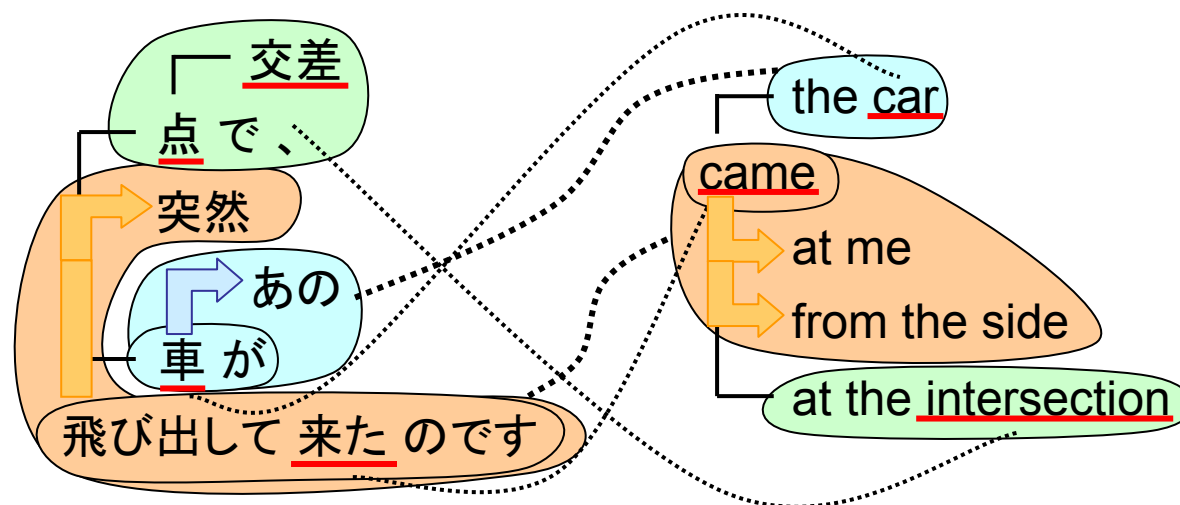 交差
点 で 、
突然
あの
車 が
飛び出して 来た のです
the car
came
at me
from the side
at the intersection